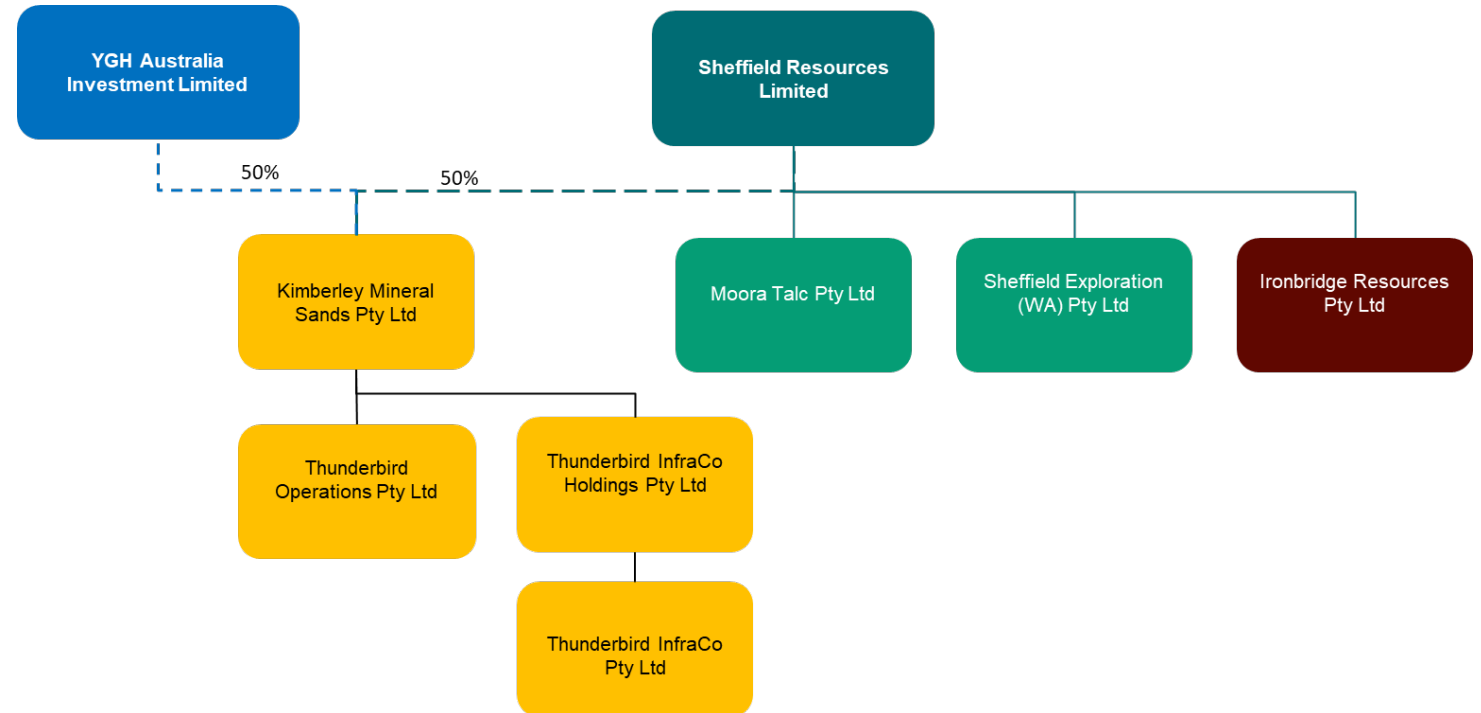 YGH Australia
Investment Limited
Sheffield Resources
Limited
50%
50%
Kimberley Mineral
Sands Pty Ltd
Moora Talc Pty Ltd
Sheffield Exploration
(WA) Pty Ltd
Ironbridge Resources
Pty Ltd
Thunderbird
Operations Pty Ltd
Thunderbird InfraCo
Holdings Pty Ltd
Thunderbird InfraCo
Pty Ltd